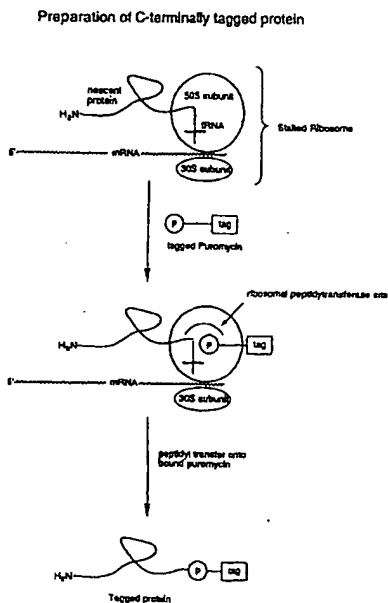 Preparation of C-terminally tagged protein
nascent
protein
50S subunit
H₂N
tRNA
Stalled Ribosome
5'
mRNA
30S subunit
P
tag
tagged Puromycin
ribosomal peptidyltransferase site
H₂N
P
tag
5'
mRNA
30S subunit
peptidyl transfer onto
bound puromycin
H₂N
P
tag
Tagged protein